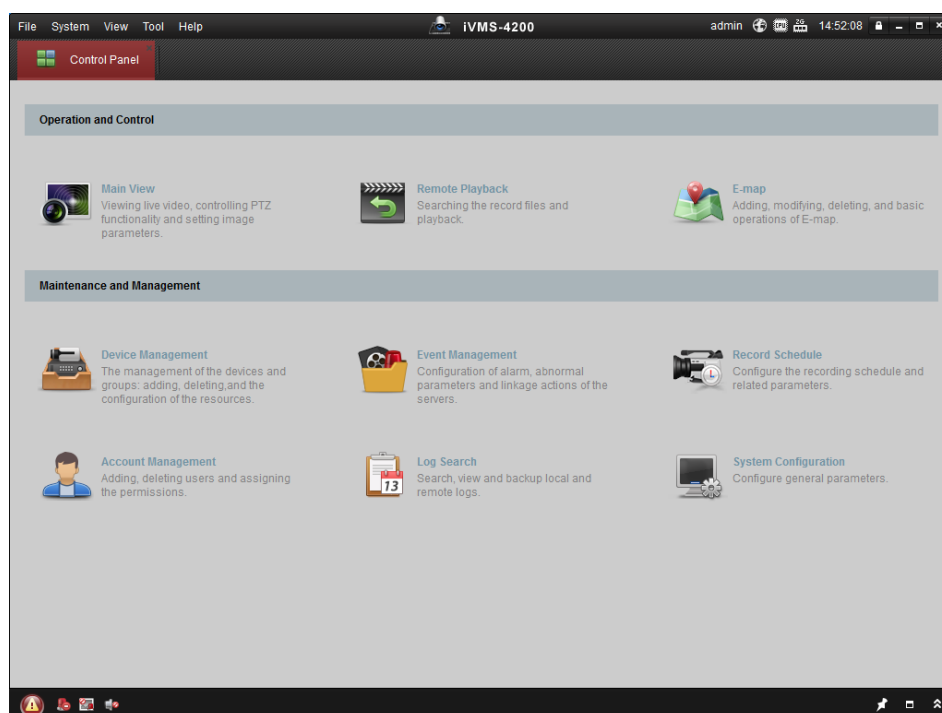 File System View Tool Help iVMS-4200 admin CPU 2G 14:52:08
Control Panel
Operation and Control
Main View
Viewing live video, controlling PTZ
functionality and setting image
parameters.
Remote Playback
Searching the record files and
playback.
E-map
Adding, modifying, deleting, and basic
operations of E-map.
Maintenance and Management
Device Management
The management of the devices and
groups: adding, deleting,and the
configuration of the resources.
Event Management
Configuration of alarm, abnormal
parameters and linkage actions of the
servers.
Record Schedule
Configure the recording schedule and
related parameters.
Account Management
Adding, deleting users and assigning
the permissions.
13
Log Search
Search, view and backup local and
remote logs.
System Configuration
Configure general parameters.